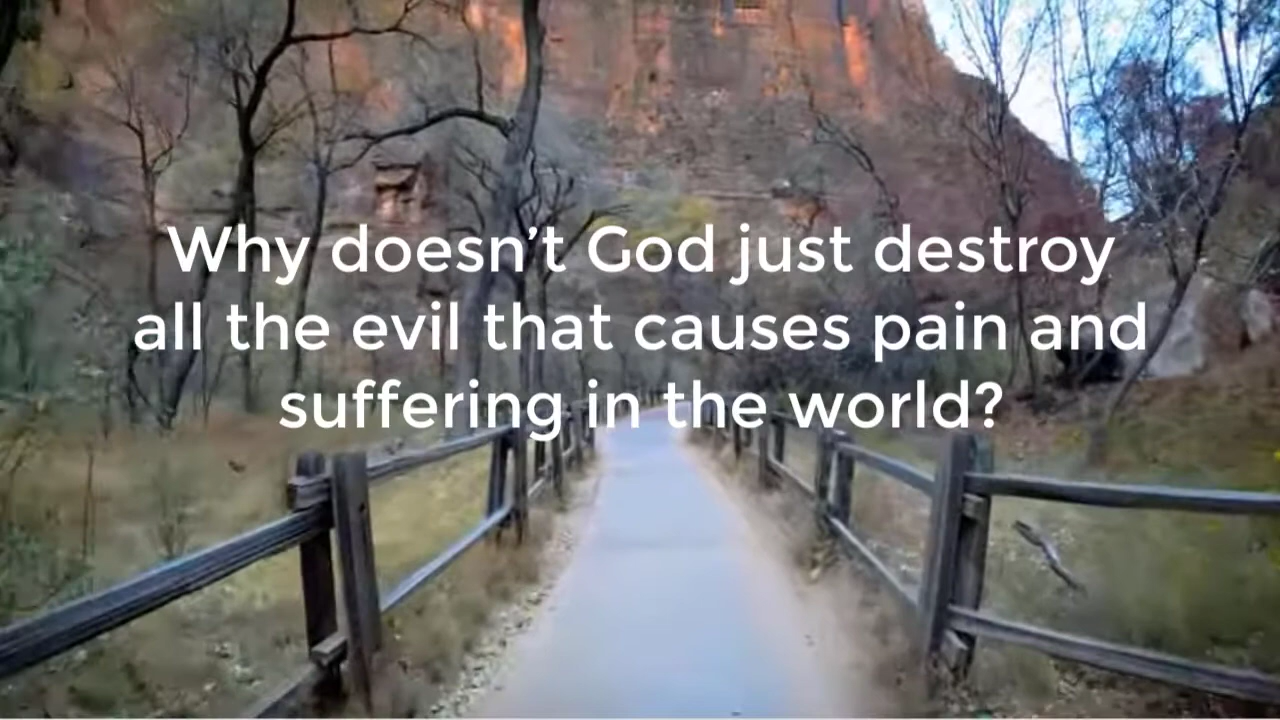 Why doesn’t God just destroy
all the evil that causes pain and
suffering in the world?